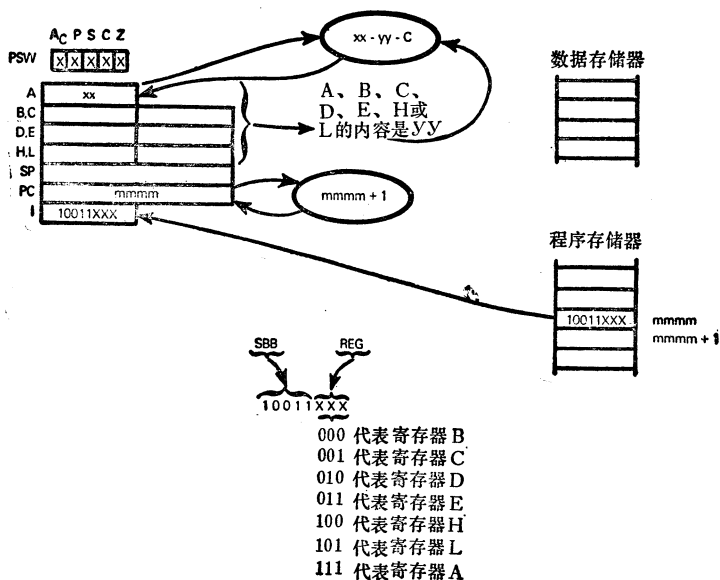 A_C P S C Z
PSW X X X X X
A xx
B,C
D,E
H,L
SP
PC mmmm
I 10011XXX
xx - yy - C
A、B、C、
D、E、H或
L的内容是yy
mmmm + 1
数据存储器
程序存储器
10011XXX mmmm
mmmm + 1
SBB REG
10011XXX
000 代表寄存器B
001 代表寄存器C
010 代表寄存器D
011 代表寄存器E
100 代表寄存器H
101 代表寄存器L
111 代表寄存器A